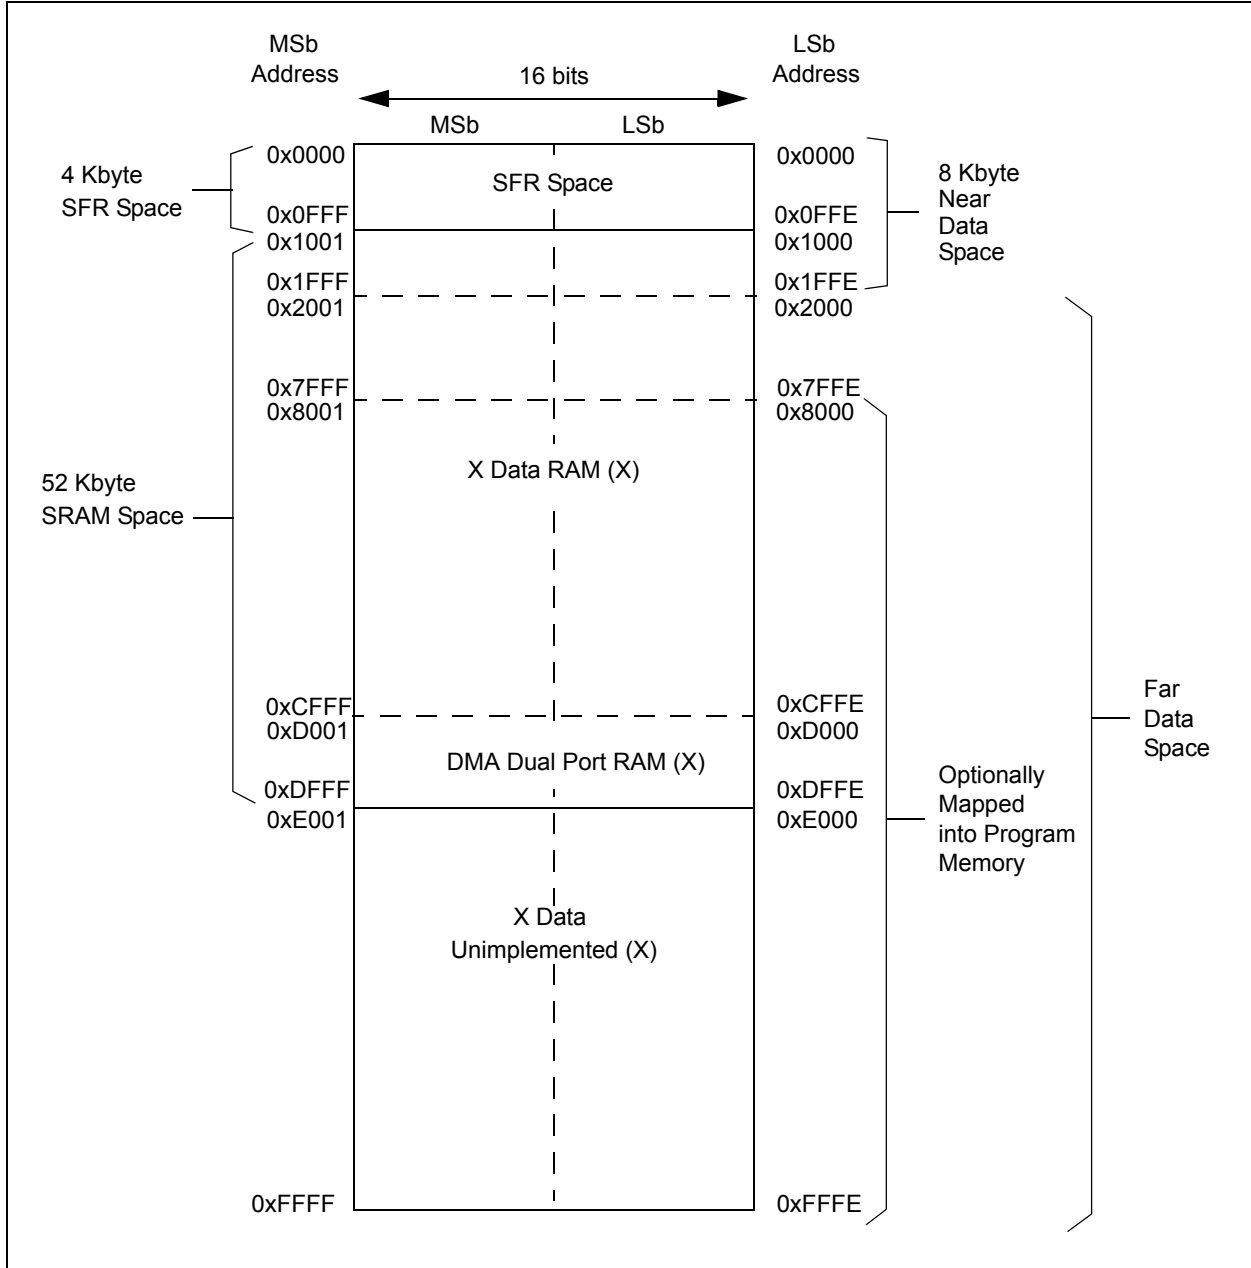 MSb
Address
LSb
Address
16 bits
MSb
LSb
0x0000
0x0000
4 Kbyte
SFR Space
SFR Space
8 Kbyte
Near
Data
Space
0x0FFF
0x0FFE
0x1001
0x1000
0x1FFF
0x1FFE
0x2001
0x2000
0x7FFF
0x7FFE
0x8001
0x8000
X Data RAM (X)
52 Kbyte
SRAM Space
0xCFFF
0xCFFE
0xD001
0xD000
Far
Data
Space
DMA Dual Port RAM (X)
0xDFFF
0xDFFE
0xE001
0xE000
Optionally
Mapped
into Program
Memory
X Data
Unimplemented (X)
0xFFFF
0xFFFE